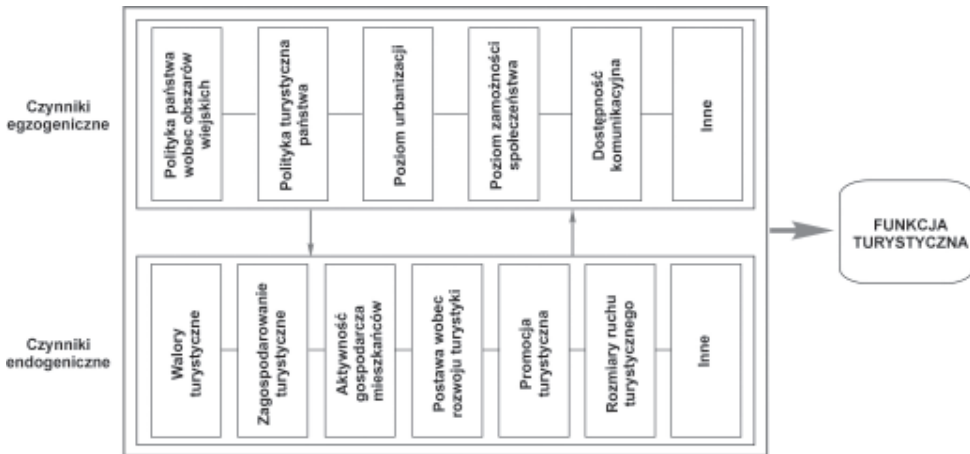 Czynniki
egzogeniczne
Polityka państwa
wobec obszarów
wiejskich
Polityka turystyczna
państwa
Poziom urbanizacji
Poziom zamożności
społeczeństwa
Dostępność
komunikacyjna
Inne
Czynniki
endogeniczne
Walory
turystyczne
Zagospodarowanie
turystyczne
Aktywność
gospodarcza
mieszkańców
Postawa wobec
rozwoju turystyki
Promocja
turystyczna
Rozmiary ruchu
turystycznego
Inne
FUNKCJA
TURYSTYCZNA